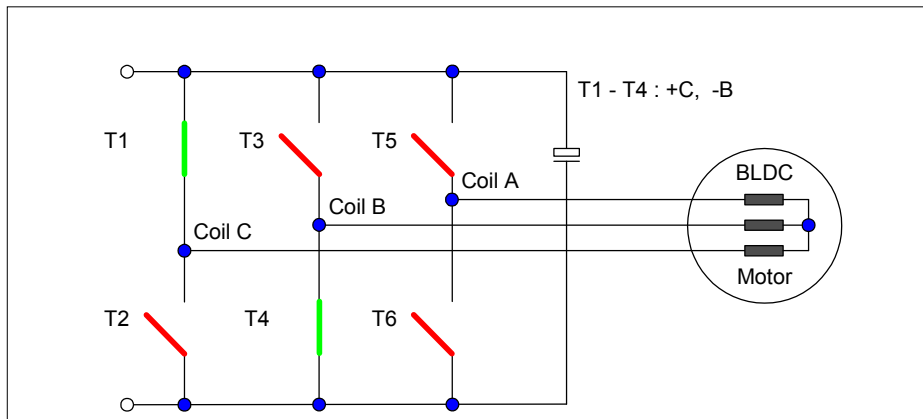 T1 - T4 : +C, -B
T1
T3
T5
Coil A
BLDC
Coil B
Coil C
Motor
T2
T4
T6